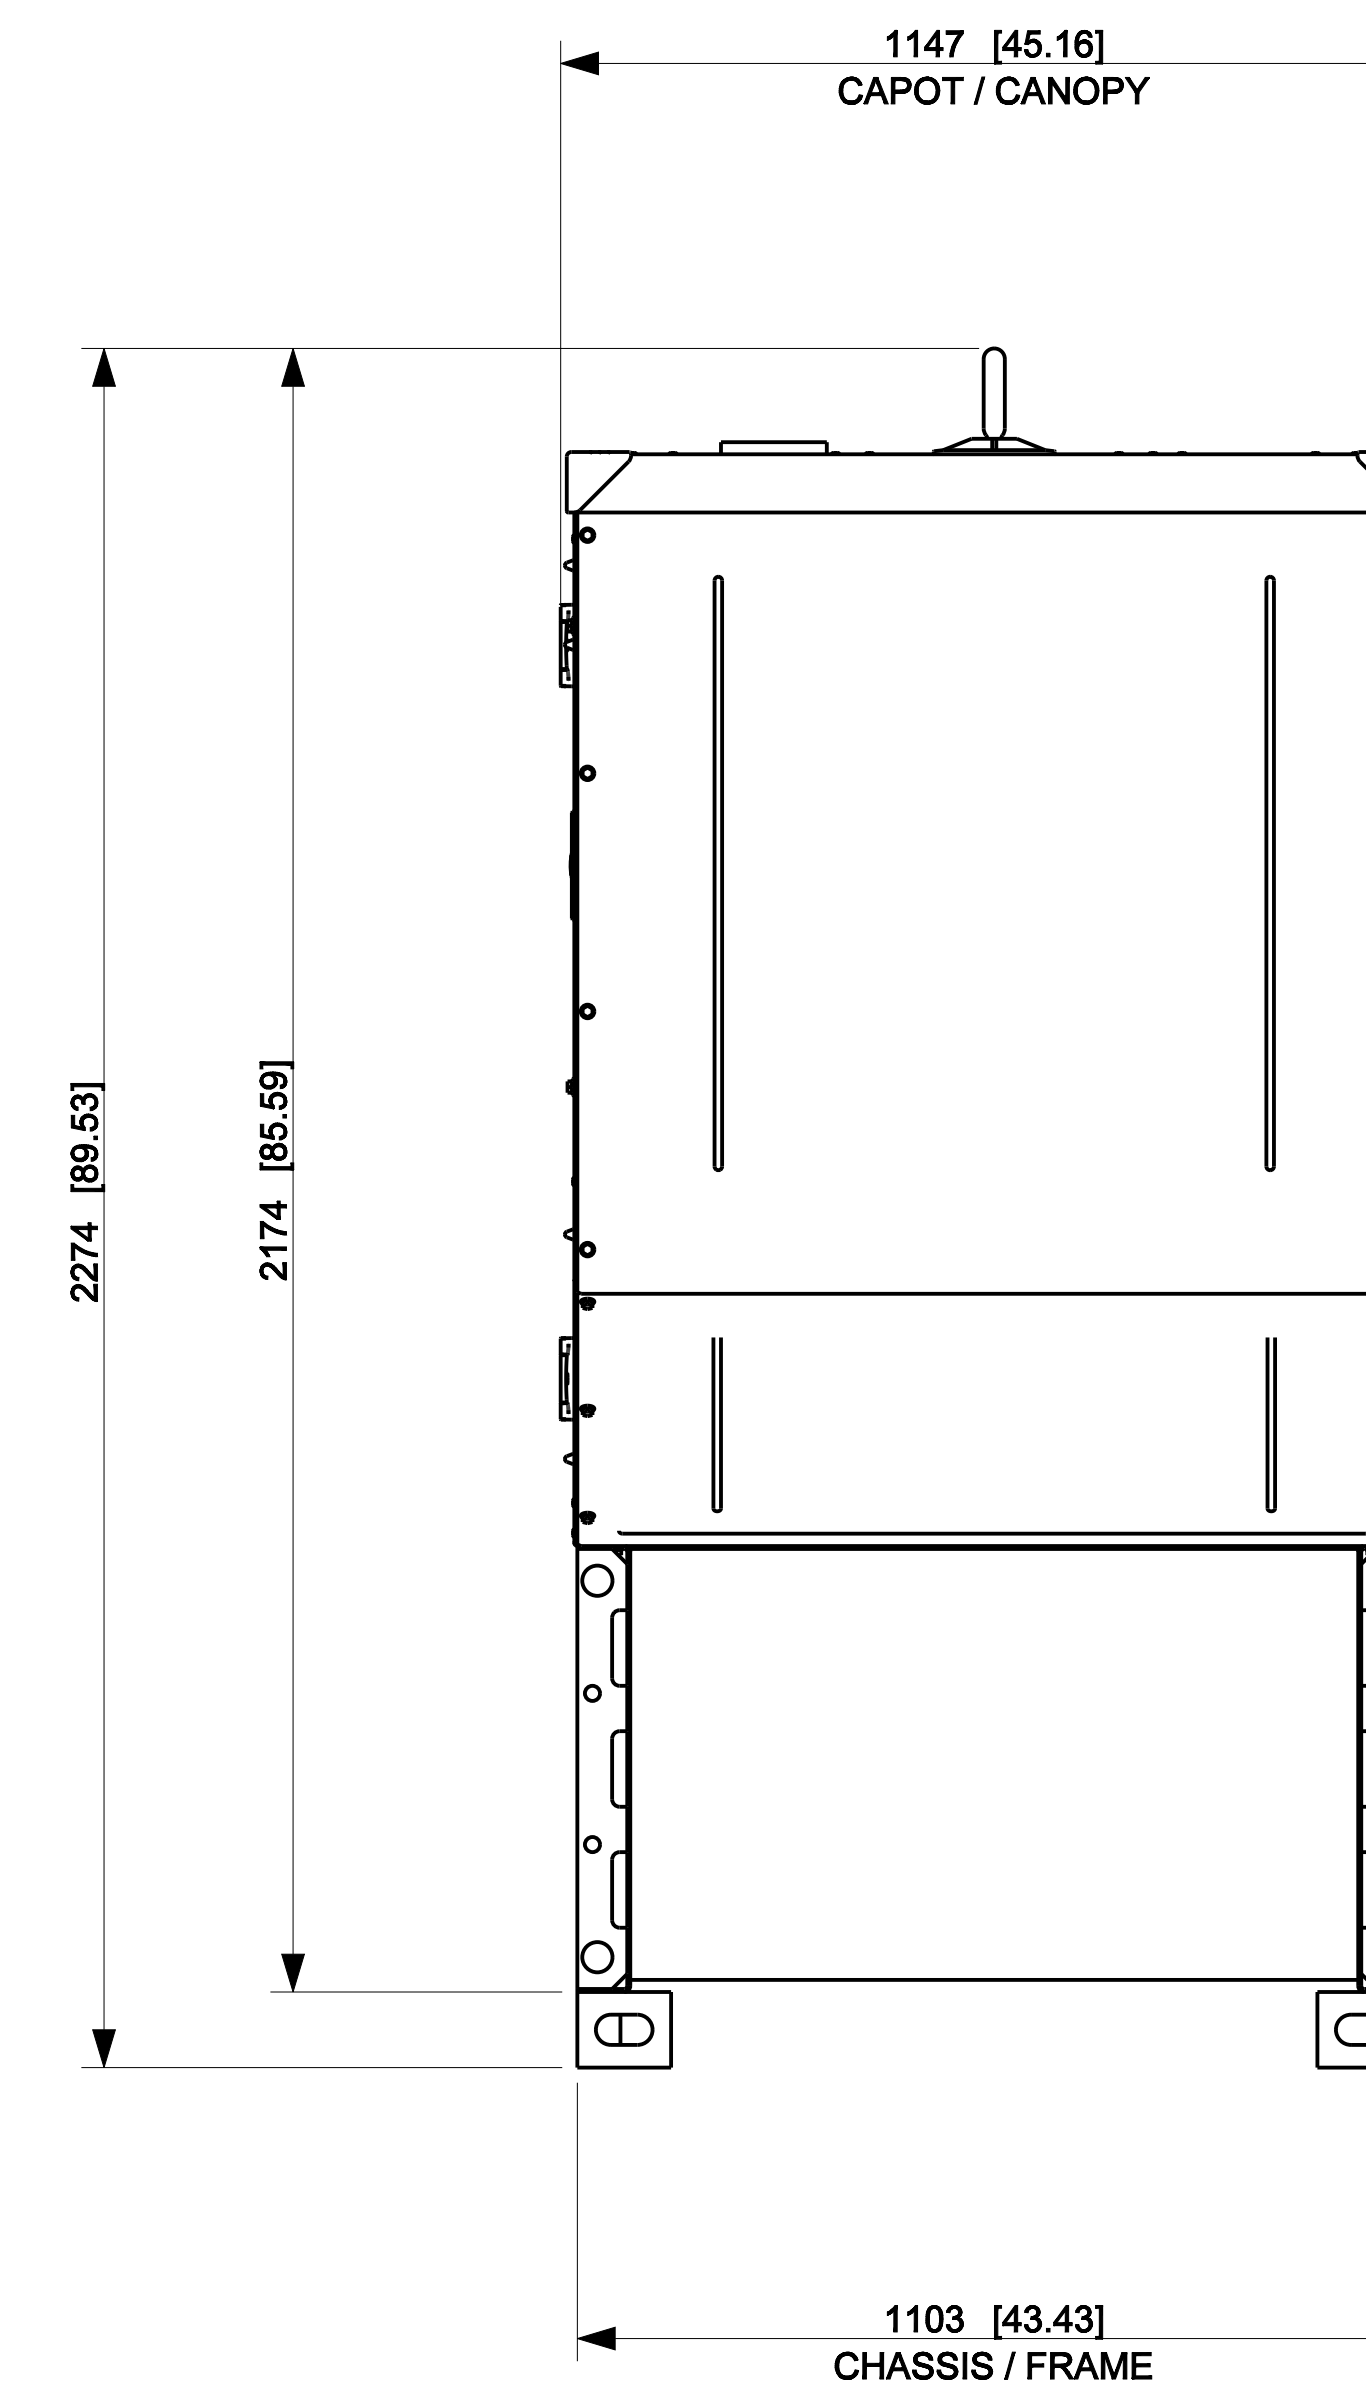 1147 [45.16]
CAPOT / CANOPY
2274 [89.53]
2174 [85.59]
1103 [43.43]
CHASSIS / FRAME